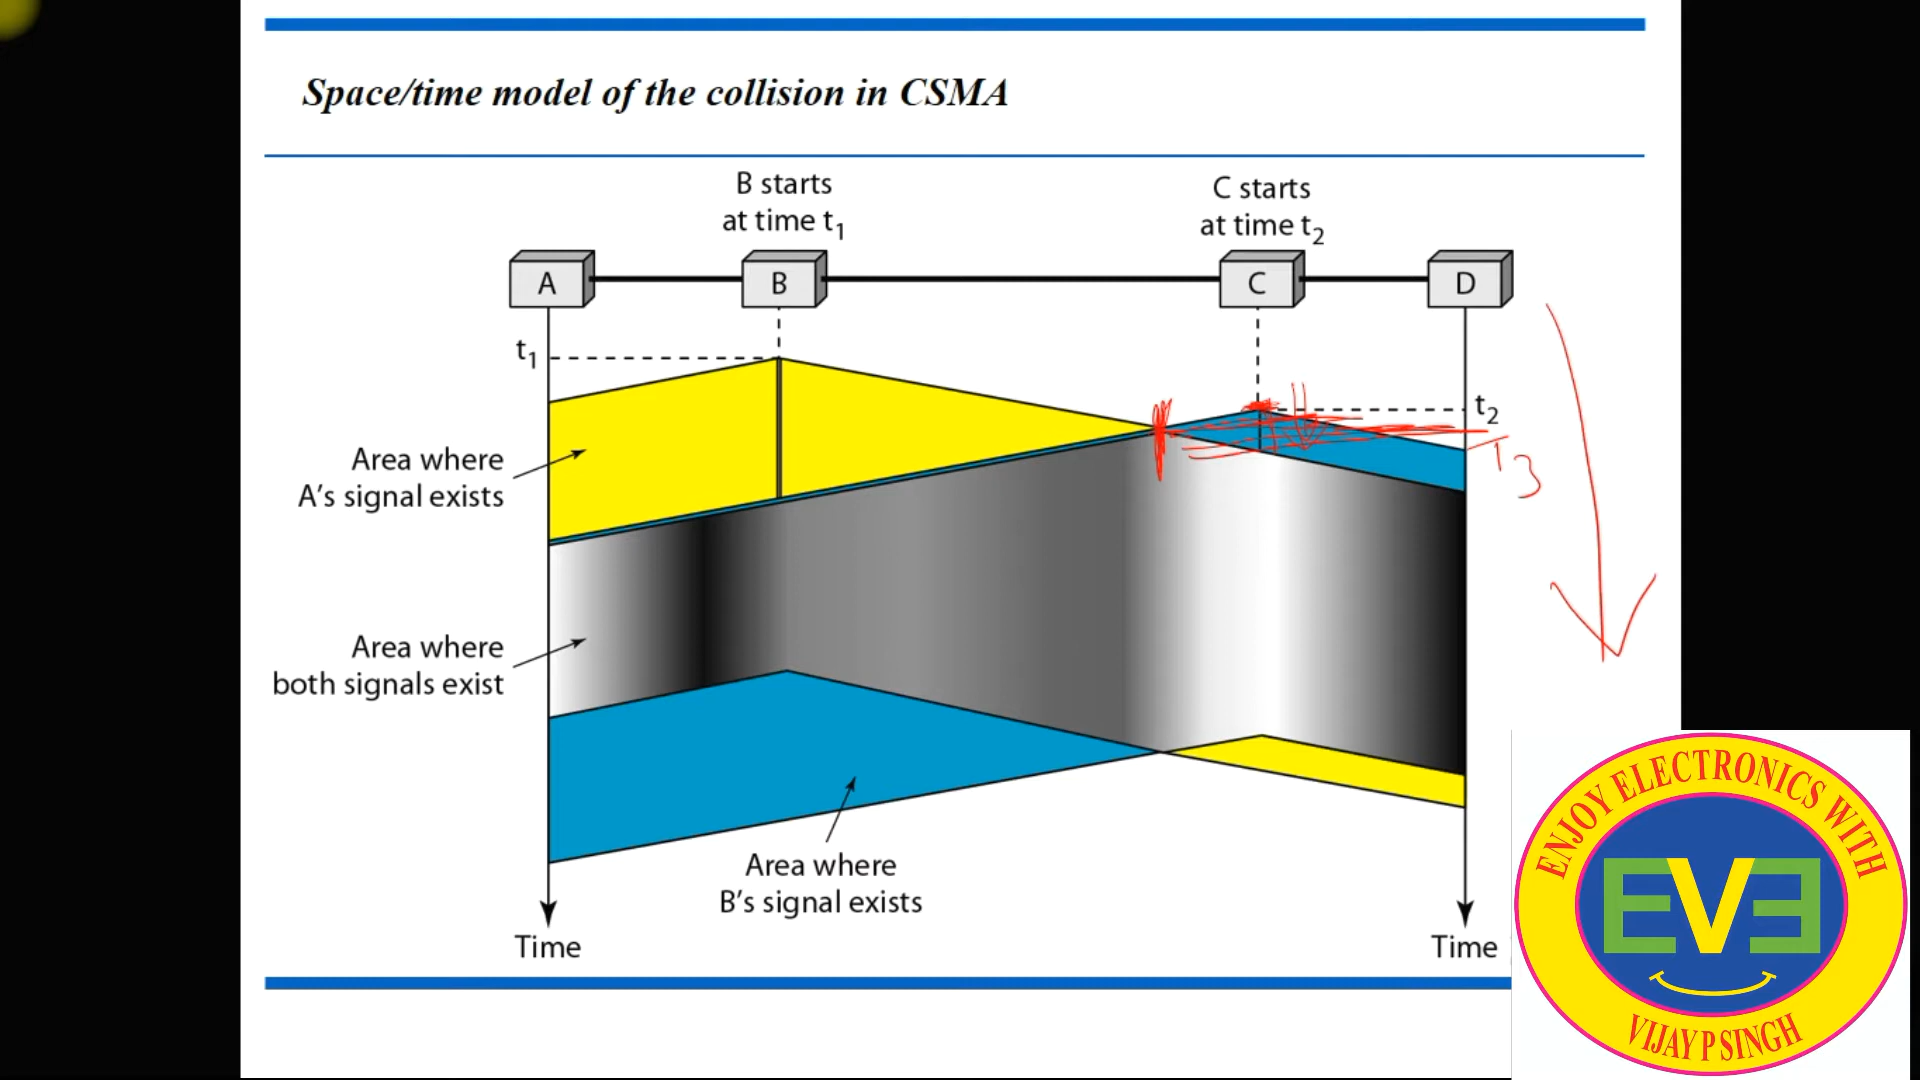 Space/time model of the collision in CSMA
B starts
at time t1
C starts
at time t2
A
B
C
D
t1
t2
t3
Area where
A's signal exists
Area where
both signals exist
Area where
B's signal exists
Time
Time
ENJOY ELECTRONICS WITH
EVE
VIJAY P SINGH